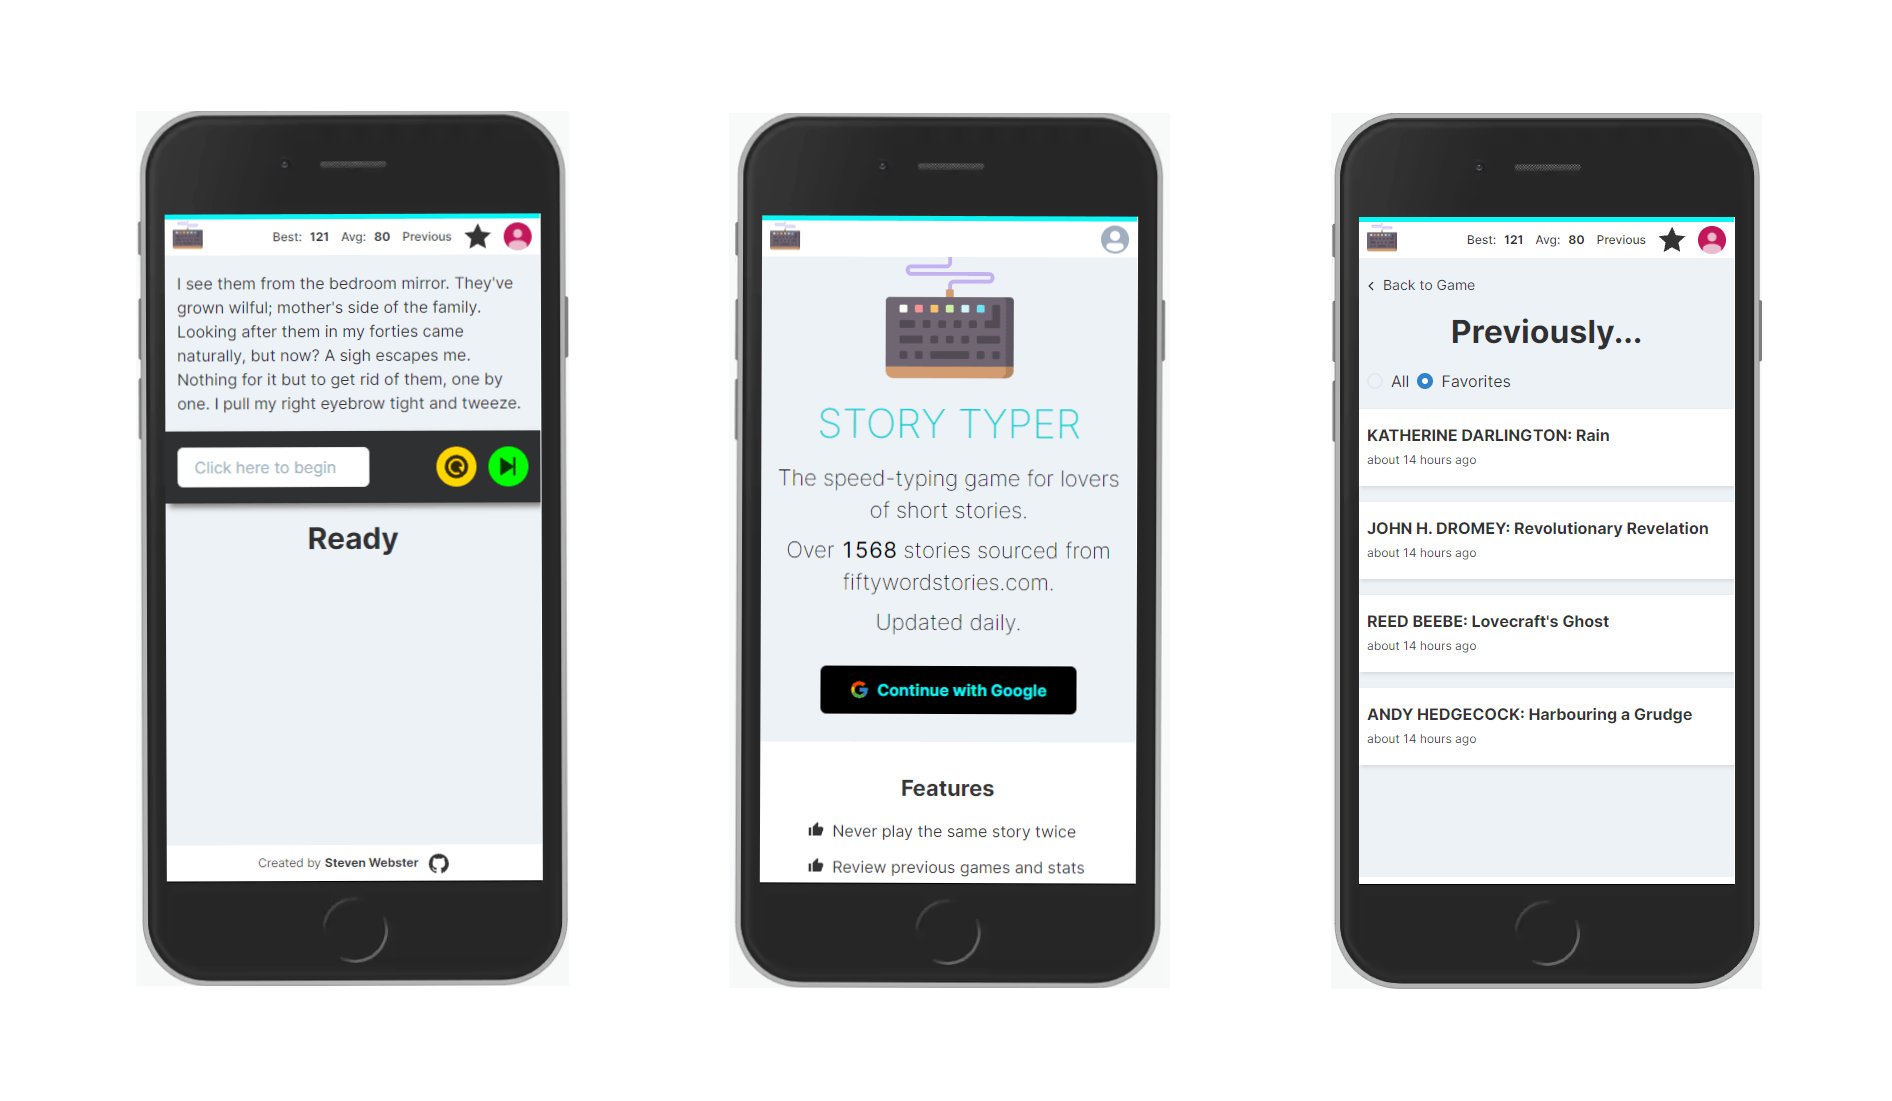 Best: 121 Avg: 80 Previous
I see them from the bedroom mirror. They've
grown wilful; mother's side of the family.
Looking after them in my forties came
naturally, but now? A sigh escapes me.
Nothing for it but to get rid of them, one by
one. I pull my right eyebrow tight and tweeze.
Click here to begin
Ready
Created by Steven Webster
STORY TYPER
The speed-typing game for lovers
of short stories.
Over 1568 stories sourced from
fiftywordstories.com.
Updated daily.
Continue with Google
Features
Never play the same story twice
Review previous games and stats
Best: 121 Avg: 80 Previous
Back to Game
Previously...
All Favorites
KATHERINE DARLINGTON: Rain
about 14 hours ago
JOHN H. DROMEY: Revolutionary Revelation
about 14 hours ago
REED BEEBE: Lovecraft's Ghost
about 14 hours ago
ANDY HEDGECOCK: Harbouring a Grudge
about 14 hours ago